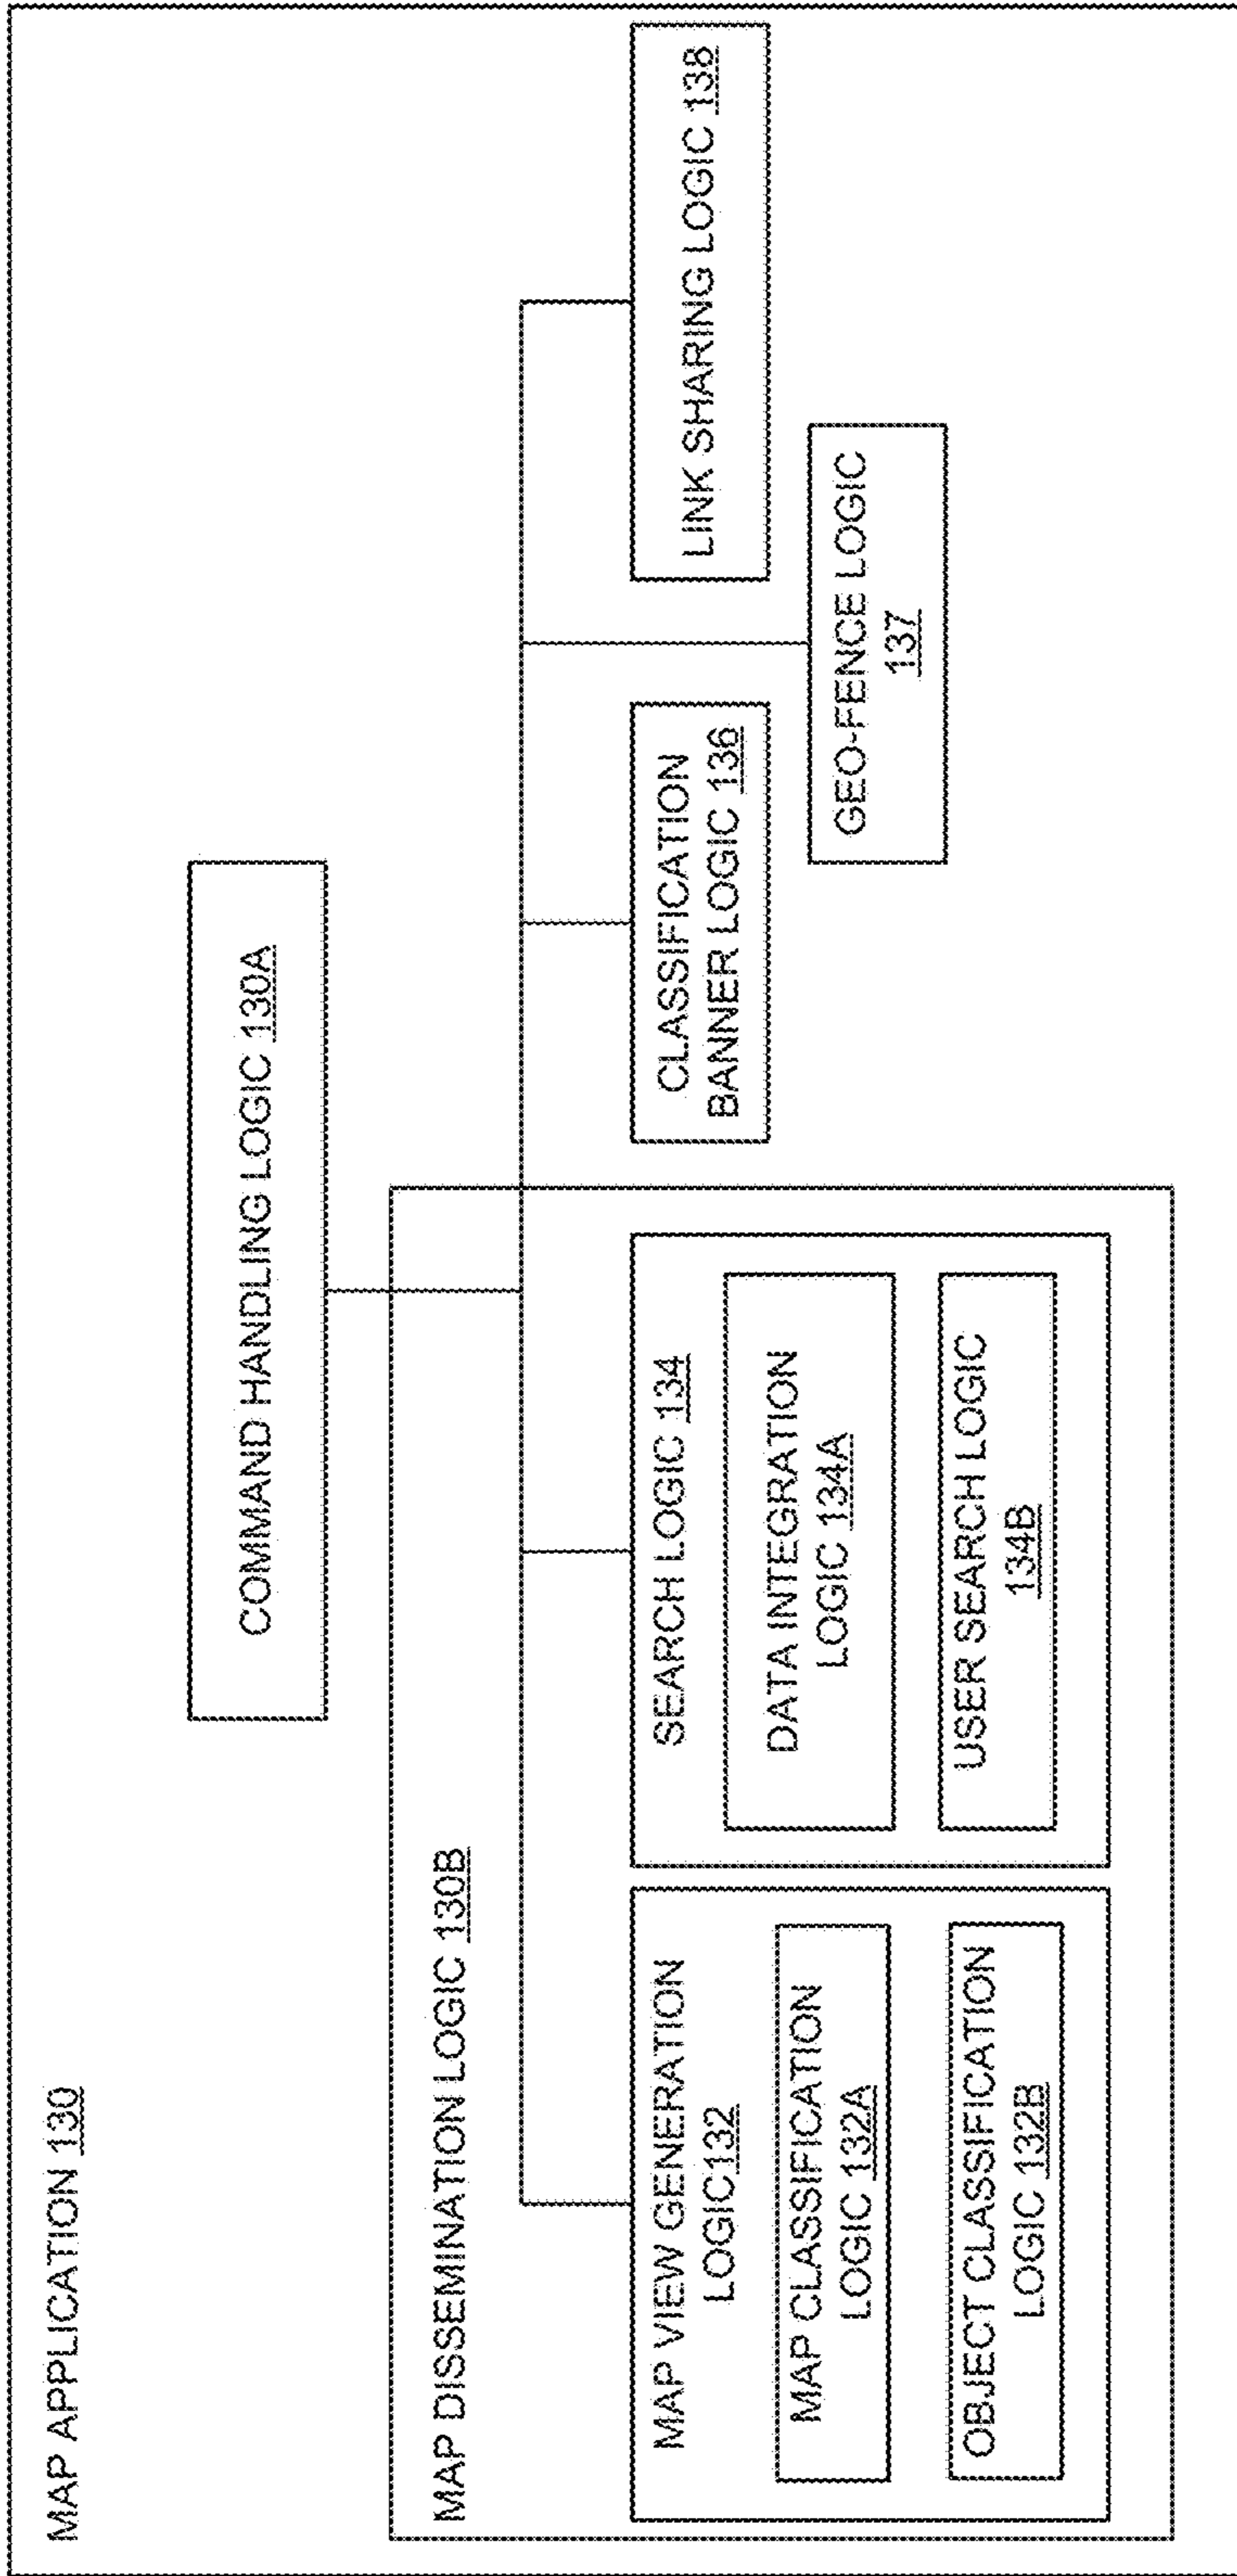 MAP APPLICATION 130
COMMAND HANDLING LOGIC 130A
MAP DISSEMINATION LOGIC 130B
MAP VIEW GENERATION
LOGIC132
MAP CLASSIFICATION
LOGIC 132A
OBJECT CLASSIFICATION
LOGIC 132B
SEARCH LOGIC 134
DATA INTEGRATION
LOGIC 134A
USER SEARCH LOGIC
134B
CLASSIFICATION
BANNER LOGIC 136
GEO-FENCE LOGIC
137
LINK SHARING LOGIC 138